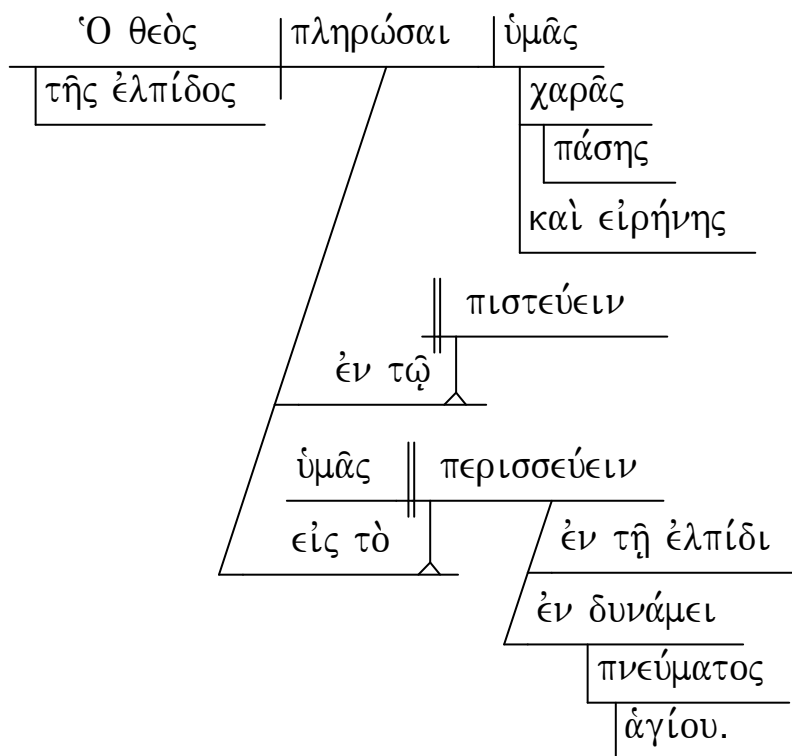 Ὁ θεὸς πληρώσαι ὑμᾶς
τῆς ἐλπίδος χαρᾶς
πάσης
καὶ εἰρήνης
πιστεύειν
ἐν τῷ
ὑμᾶς περισσεύειν
εἰς τὸ ἐν τῇ ἐλπίδι
ἐν δυνάμει
πνεύματος
ἁγίου.